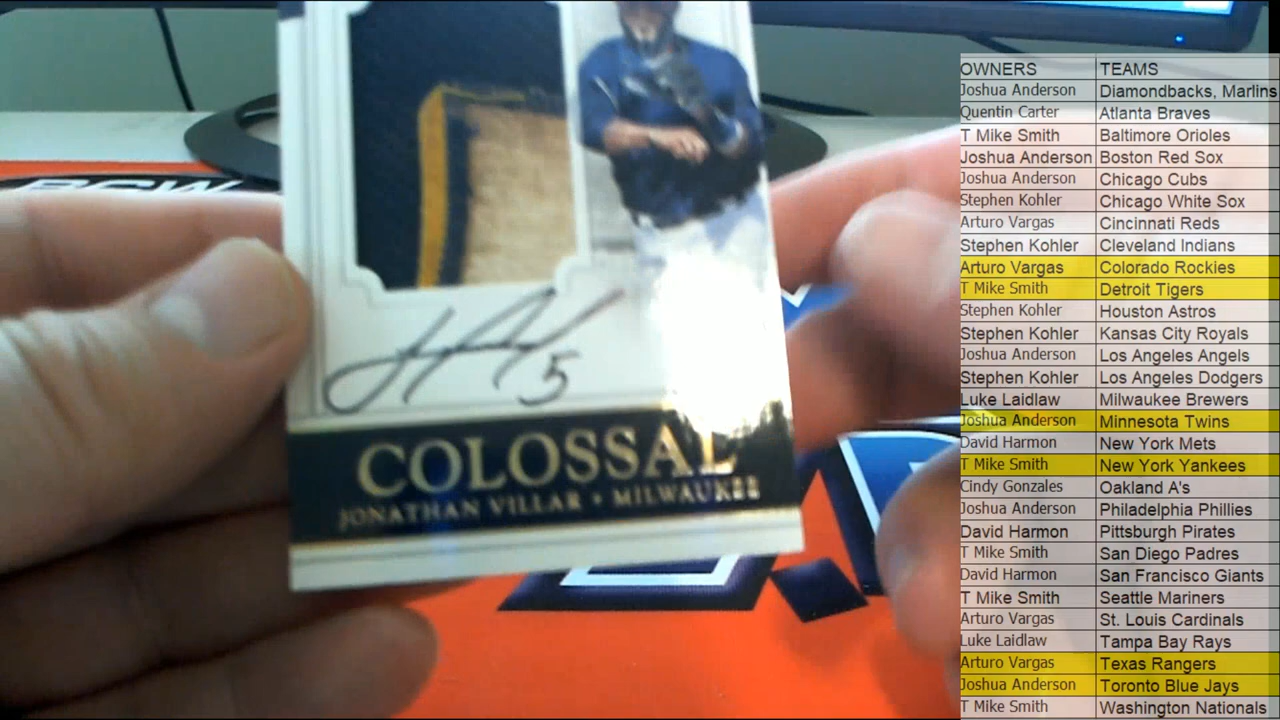 BCW
5
COLOSSAL
JONATHAN VILLAR • MILWAUKEE
OWNERS TEAMS
Joshua Anderson Diamondbacks, Marlins
Quentin Carter Atlanta Braves
T Mike Smith Baltimore Orioles
Joshua Anderson Boston Red Sox
Joshua Anderson Chicago Cubs
Stephen Kohler Chicago White Sox
Arturo Vargas Cincinnati Reds
Stephen Kohler Cleveland Indians
Arturo Vargas Colorado Rockies
T Mike Smith Detroit Tigers
Stephen Kohler Houston Astros
Stephen Kohler Kansas City Royals
Joshua Anderson Los Angeles Angels
Stephen Kohler Los Angeles Dodgers
Luke Laidlaw Milwaukee Brewers
Joshua Anderson Minnesota Twins
David Harmon New York Mets
T Mike Smith New York Yankees
Cindy Gonzales Oakland A's
Joshua Anderson Philadelphia Phillies
David Harmon Pittsburgh Pirates
T Mike Smith San Diego Padres
David Harmon San Francisco Giants
T Mike Smith Seattle Mariners
Arturo Vargas St. Louis Cardinals
Luke Laidlaw Tampa Bay Rays
Arturo Vargas Texas Rangers
Joshua Anderson Toronto Blue Jays
T Mike Smith Washington Nationals